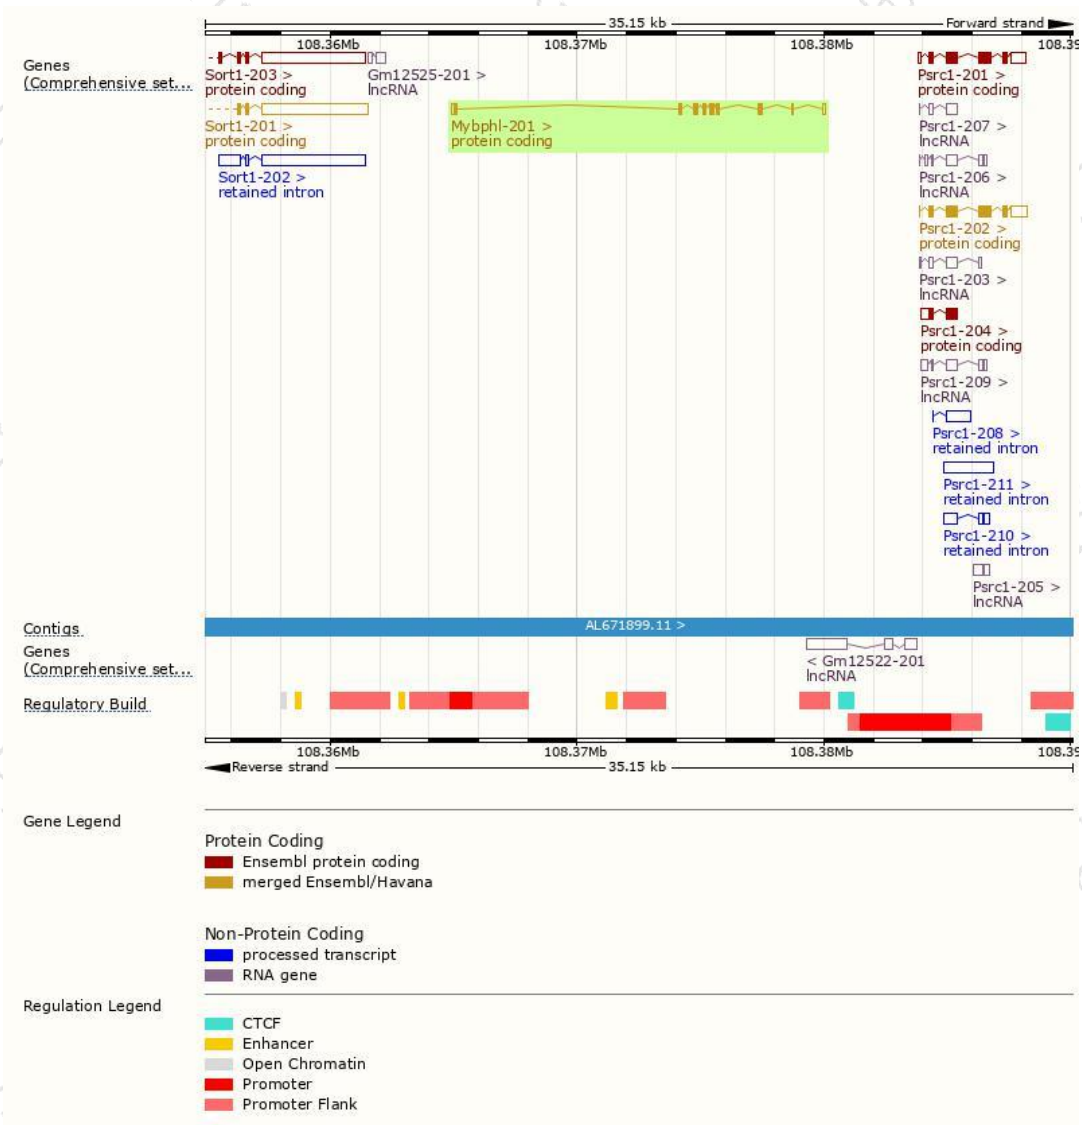 35.15 kb
Forward strand
108.36Mb 108.37Mb 108.38Mb 108.39
Genes
(Comprehensive set...
Sort1-203 >
protein coding
Gm12525-201 >
lncRNA
Psrc1-201 >
protein coding
Sort1-201 >
protein coding
Mybphl-201 >
protein coding
Psrc1-207 >
lncRNA
Sort1-202 >
retained intron
Psrc1-206 >
lncRNA
Psrc1-202 >
protein coding
Psrc1-203 >
lncRNA
Psrc1-204 >
protein coding
Psrc1-209 >
lncRNA
Psrc1-208 >
retained intron
Psrc1-211 >
retained intron
Psrc1-210 >
retained intron
Psrc1-205 >
lncRNA
Contigs
AL671899.11 >
Genes
(Comprehensive set...
< Gm12522-201
lncRNA
Regulatory Build
108.36Mb 108.37Mb 108.38Mb 108.39
Reverse strand
35.15 kb
Gene Legend
Protein Coding
Ensembl protein coding
merged Ensembl/Havana
Non-Protein Coding
processed transcript
RNA gene
Regulation Legend
CTCF
Enhancer
Open Chromatin
Promoter
Promoter Flank